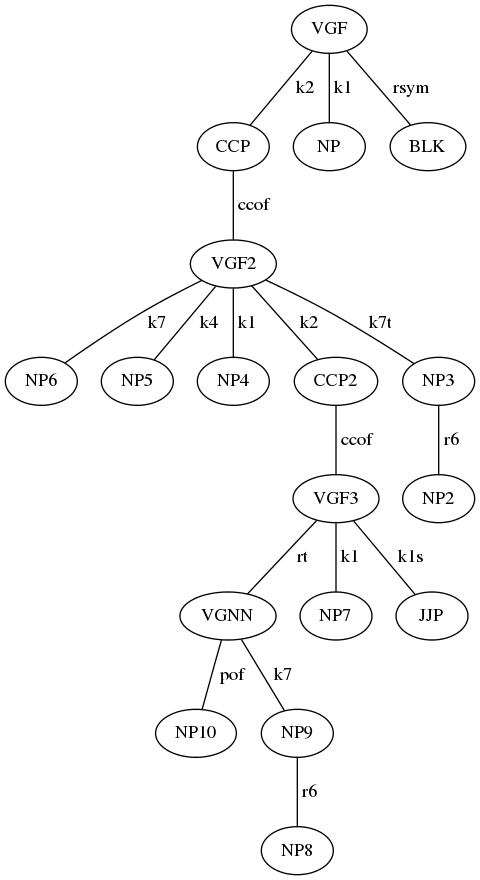 VGF
k2 k1 rsym
CCP NP BLK
ccof
VGF2
k7 k4 k1 k2 k7t
NP6 NP5 NP4 CCP2 NP3
ccof r6
VGF3 NP2
rt k1 k1s
VGNN NP7 JJP
pof k7
NP10 NP9
r6
NP8